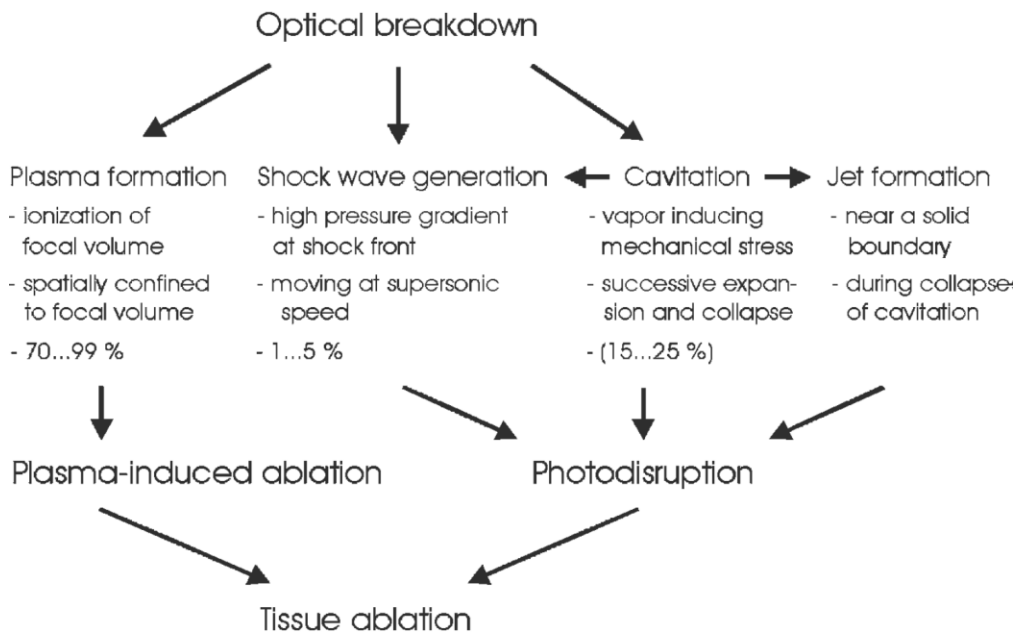 Optical breakdown
Plasma formation
- ionization of
focal volume
- spatially confined
to focal volume
- 70...99 %
Shock wave generation
- high pressure gradient
at shock front
- moving at supersonic
speed
- 1...5 %
Cavitation
- vapor inducing
mechanical stress
- successive expan-
sion and collapse
- (15...25 %)
Jet formation
- near a solid
boundary
- during collapse
of cavitation
Plasma-induced ablation
Photodisruption
Tissue ablation